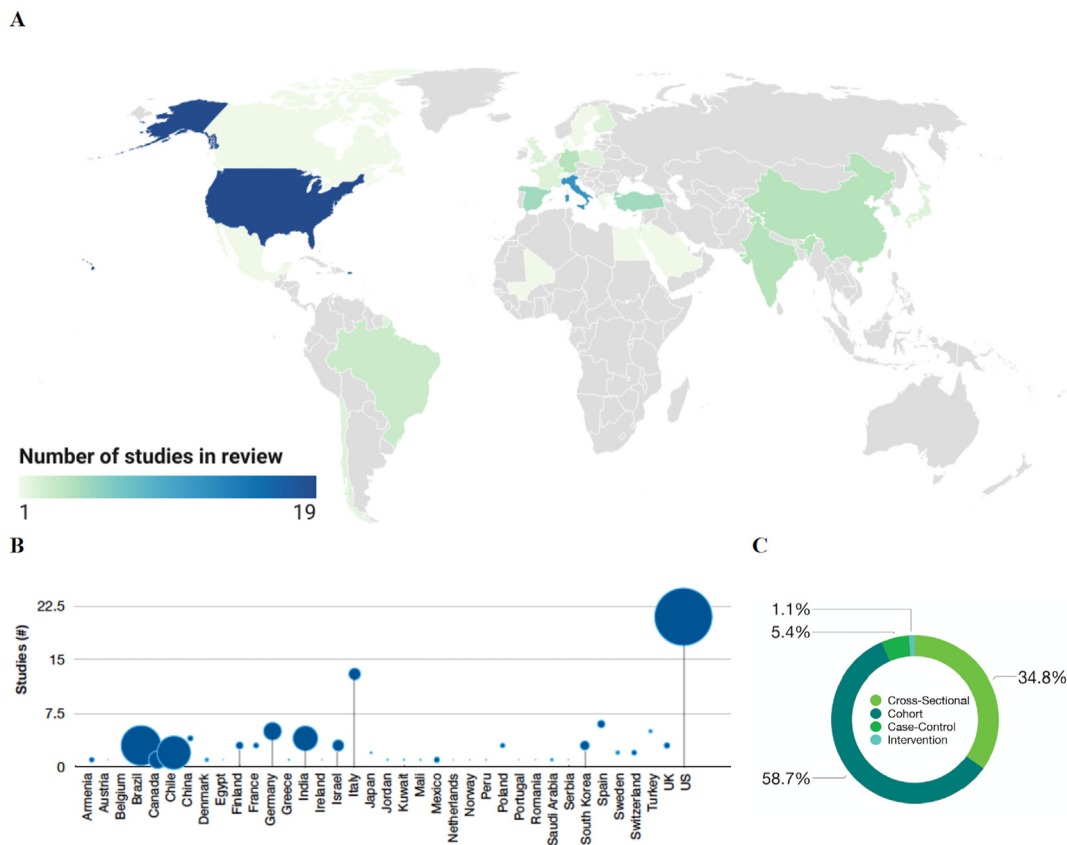 A
Number of studies in review
1 19
B
C
Studies (#)
22.5
15
7.5
0
Armenia
Austria
Belgium
Brazil
Canada
Chile
China
Denmark
Egypt
Finland
France
Germany
Greece
India
Ireland
Israel
Italy
Japan
Jordan
Kuwait
Mali
Mexico
Netherlands
Norway
Peru
Poland
Portugal
Romania
Saudi Arabia
Serbia
South Korea
Spain
Sweden
Switzerland
Turkey
UK
US
1.1%
5.4%
34.8%
58.7%
Cross-Sectional
Cohort
Case-Control
Intervention